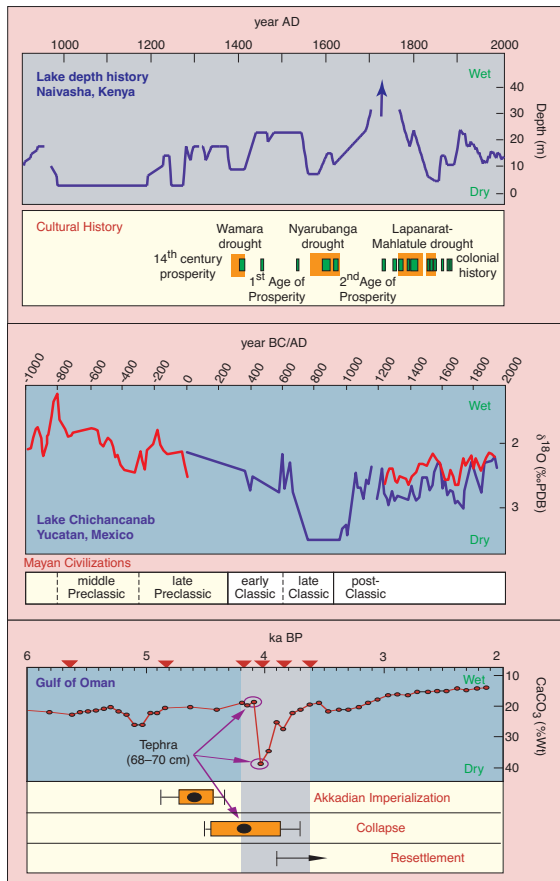 year AD
1000 1200 1400 1600 1800 2000
Lake depth history
Naivasha, Kenya
Wet
Dry
40
30
20
10
0
Depth (m)
Cultural History
Wamara
drought
Nyarubanga
drought
Lapanarat-
Mahlatule drought
14th century
prosperity
1st Age of
Prosperity
2nd Age of
Prosperity
colonial
history
year BC/AD
-1000 -800 -600 -400 -200 0 200 400 600 800 1000 1200 1400 1600 1800 2000
Wet
2
3
δ18O (‰PDB)
Lake Chichancanab
Yucatan, Mexico
Dry
Mayan Civilizations
middle
Preclassic
late
Preclassic
early
Classic
late
Classic
post-
Classic
ka BP
6 5 4 3 2
Gulf of Oman
Wet
10
20
30
40
CaCO3 (%Wt)
Tephra
(68–70 cm)
Dry
Akkadian Imperialization
Collapse
Resettlement